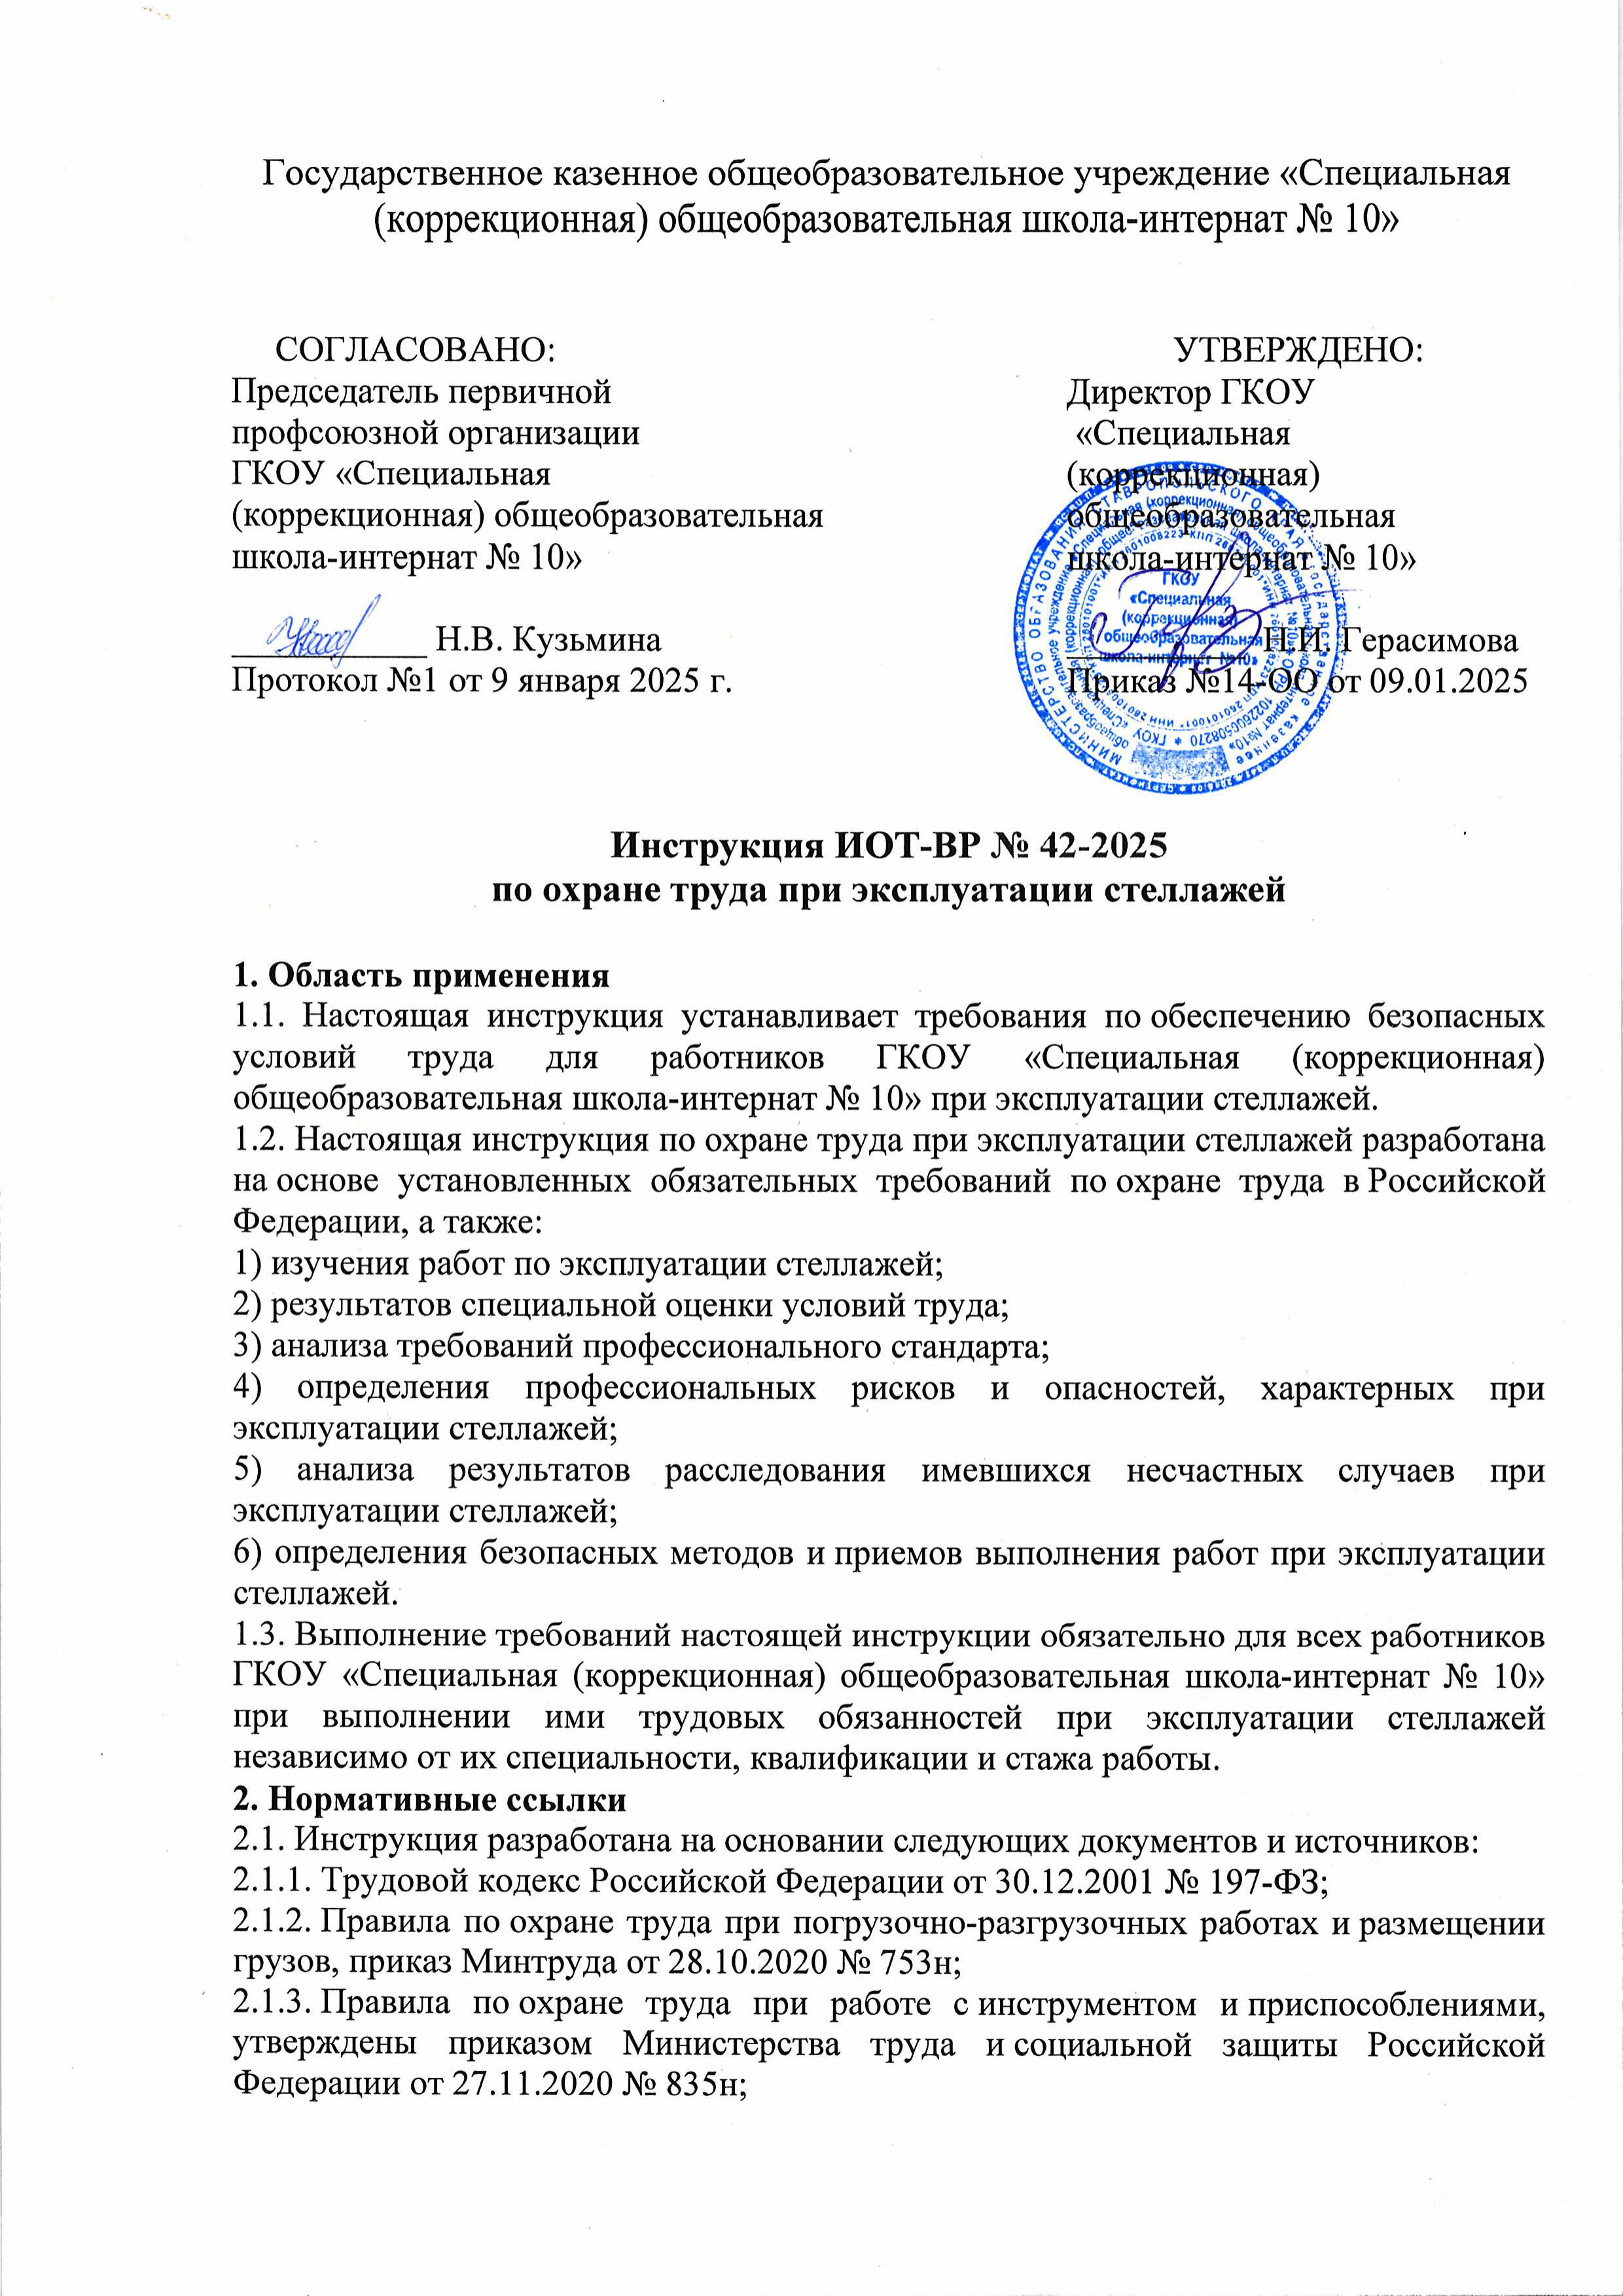 Государственное казенное общеобразовательное учреждение «Специальная
(коррекционная) общеобразовательная школа-интернат № 10»
СОГЛАСОВАНО:
Председатель первичной
профсоюзной организации
ГКОУ «Специальная
(коррекционная) общеобразовательная
школа-интернат № 10»
___________ Н.В. Кузьмина
Протокол №1 от 9 января 2025 г.
УТВЕРЖДЕНО:
Директор ГКОУ
«Специальная
(коррекционная)
общеобразовательная
школа-интернат № 10»
___________ Н.И. Герасимова
Приказ №14-ОО от 09.01.2025
ГКОУ
«Специальная
(коррекционная)
общеобразовательная
школа-интернат №10»
Инструкция ИОТ-ВР № 42-2025
по охране труда при эксплуатации стеллажей
1. Область применения
1.1. Настоящая инструкция устанавливает требования по обеспечению безопасных
условий труда для работников ГКОУ «Специальная (коррекционная)
общеобразовательная школа-интернат № 10» при эксплуатации стеллажей.
1.2. Настоящая инструкция по охране труда при эксплуатации стеллажей разработана
на основе установленных обязательных требований по охране труда в Российской
Федерации, а также:
1) изучения работ по эксплуатации стеллажей;
2) результатов специальной оценки условий труда;
3) анализа требований профессионального стандарта;
4) определения профессиональных рисков и опасностей, характерных при
эксплуатации стеллажей;
5) анализа результатов расследования имевшихся несчастных случаев при
эксплуатации стеллажей;
6) определения безопасных методов и приемов выполнения работ при эксплуатации
стеллажей.
1.3. Выполнение требований настоящей инструкции обязательно для всех работников
ГКОУ «Специальная (коррекционная) общеобразовательная школа-интернат № 10»
при выполнении ими трудовых обязанностей при эксплуатации стеллажей
независимо от их специальности, квалификации и стажа работы.
2. Нормативные ссылки
2.1. Инструкция разработана на основании следующих документов и источников:
2.1.1. Трудовой кодекс Российской Федерации от 30.12.2001 № 197-ФЗ;
2.1.2. Правила по охране труда при погрузочно-разгрузочных работах и размещении
грузов, приказ Минтруда от 28.10.2020 № 753н;
2.1.3. Правила по охране труда при работе с инструментом и приспособлениями,
утверждены приказом Министерства труда и социальной защиты Российской
Федерации от 27.11.2020 № 835н;